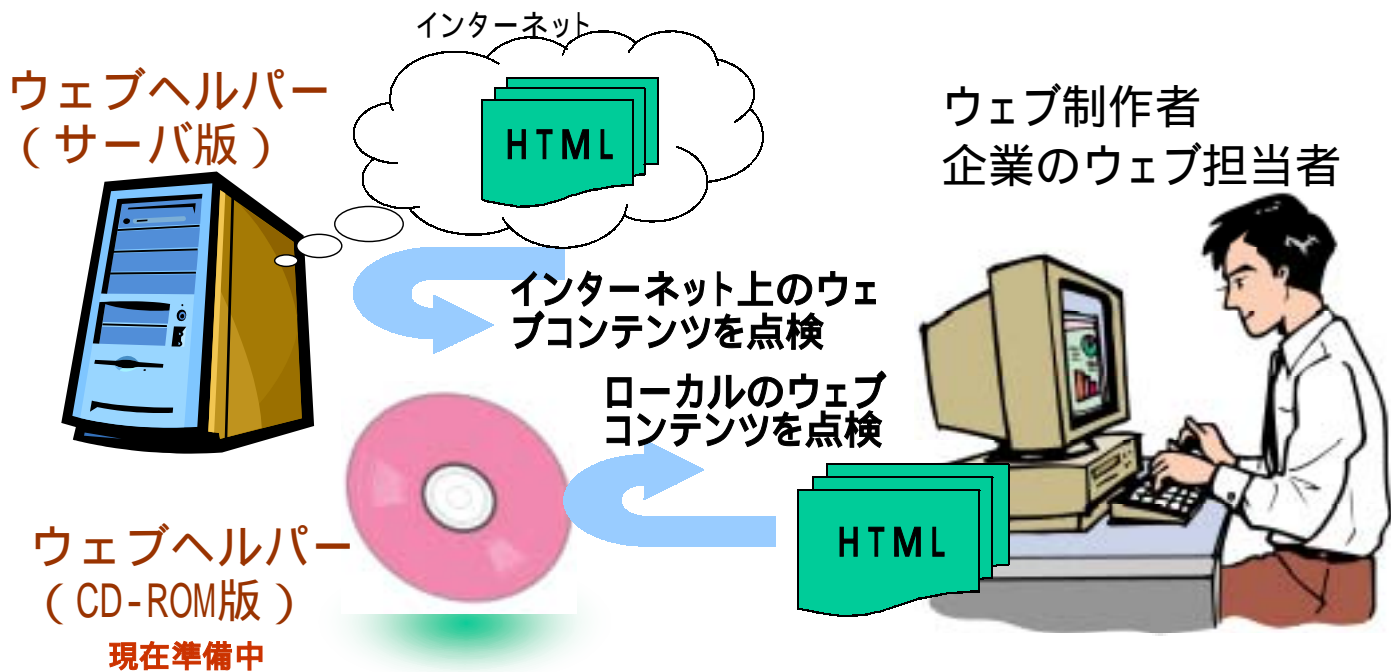 インターネット
ウェブヘルパー
（サーバ版）
HTML
ウェブ制作者
企業のウェブ担当者
インターネット上のウェ
ブコンテンツを点検
ローカルのウェブ
コンテンツを点検
HTML
ウェブヘルパー
（CD-ROM版）
現在準備中